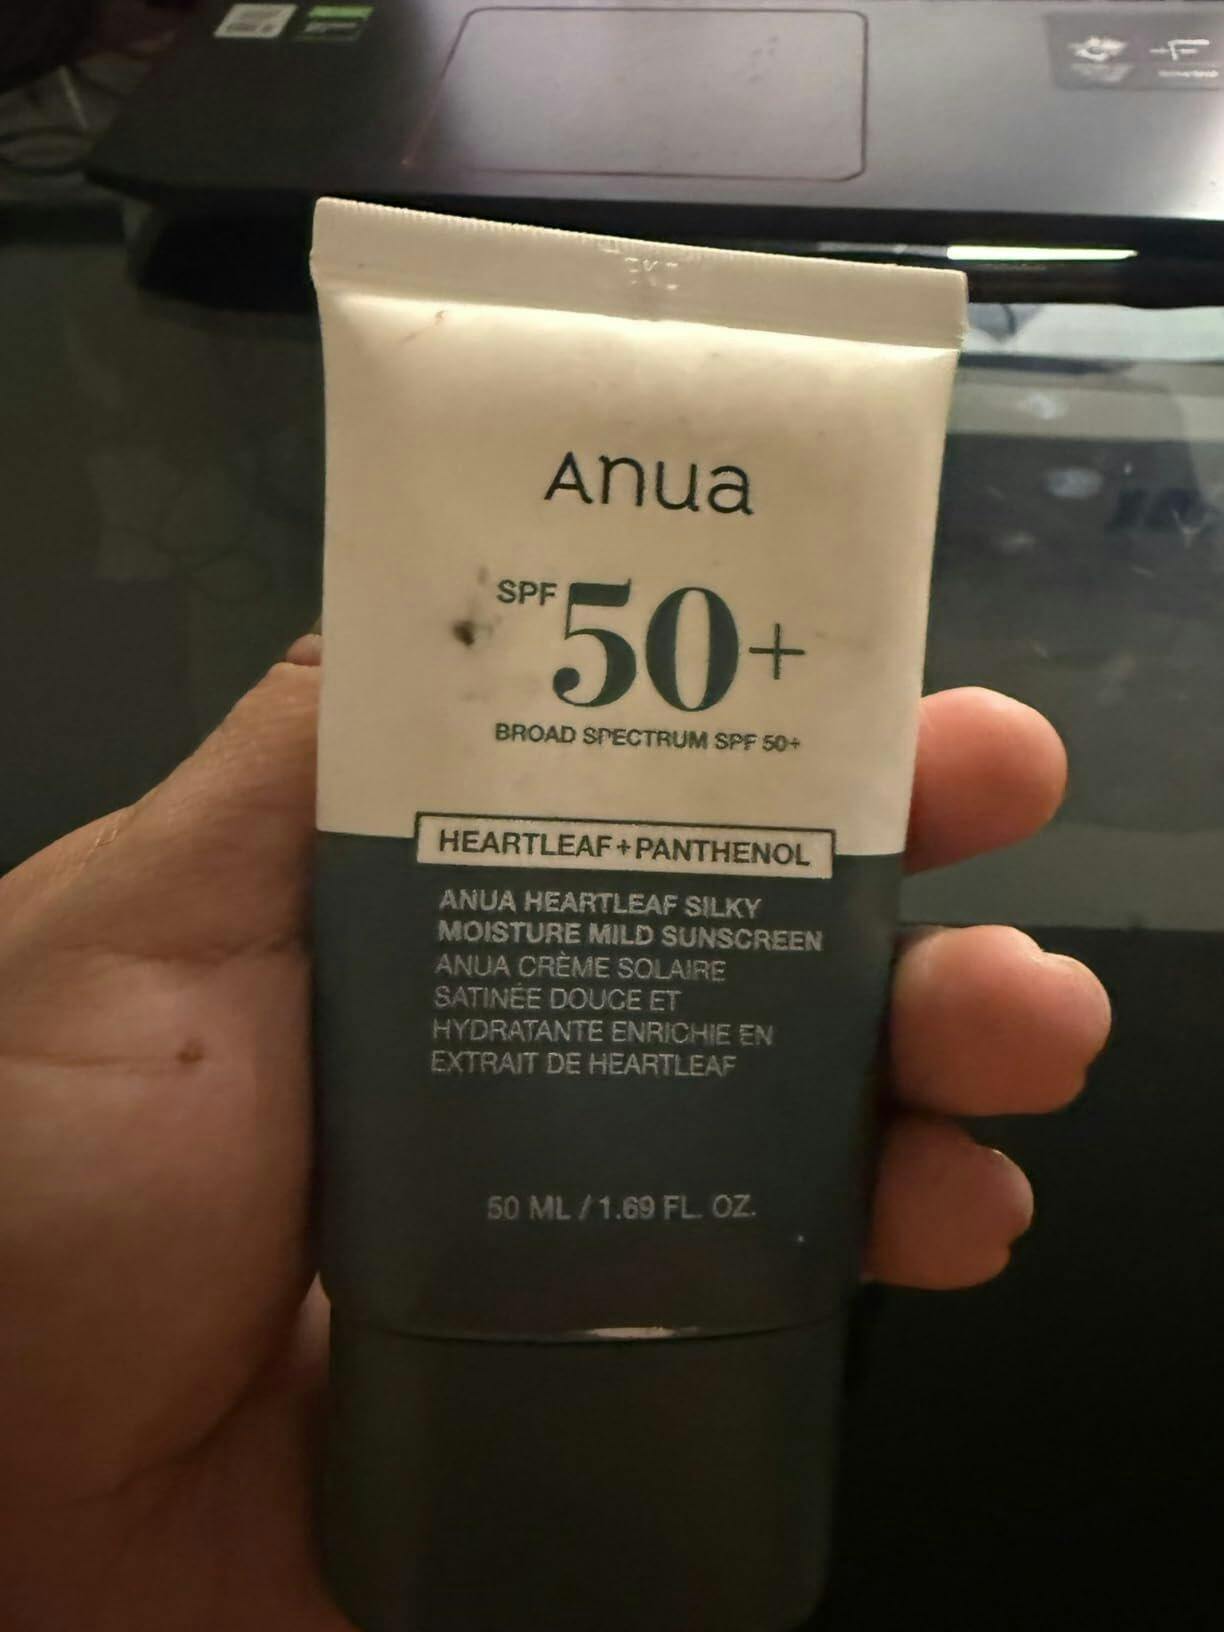 Anua
SPF 50+
BROAD SPECTRUM SPF 50+
HEARTLEAF+PANTHENOL
ANUA HEARTLEAF SILKY
MOISTURE MILD SUNSCREEN
ANUA CRÈME SOLAIRE
SATINÉE DOUCE ET
HYDRATANTE ENRICHIE EN
EXTRAIT DE HEARTLEAF
50 ML / 1.69 FL. OZ.